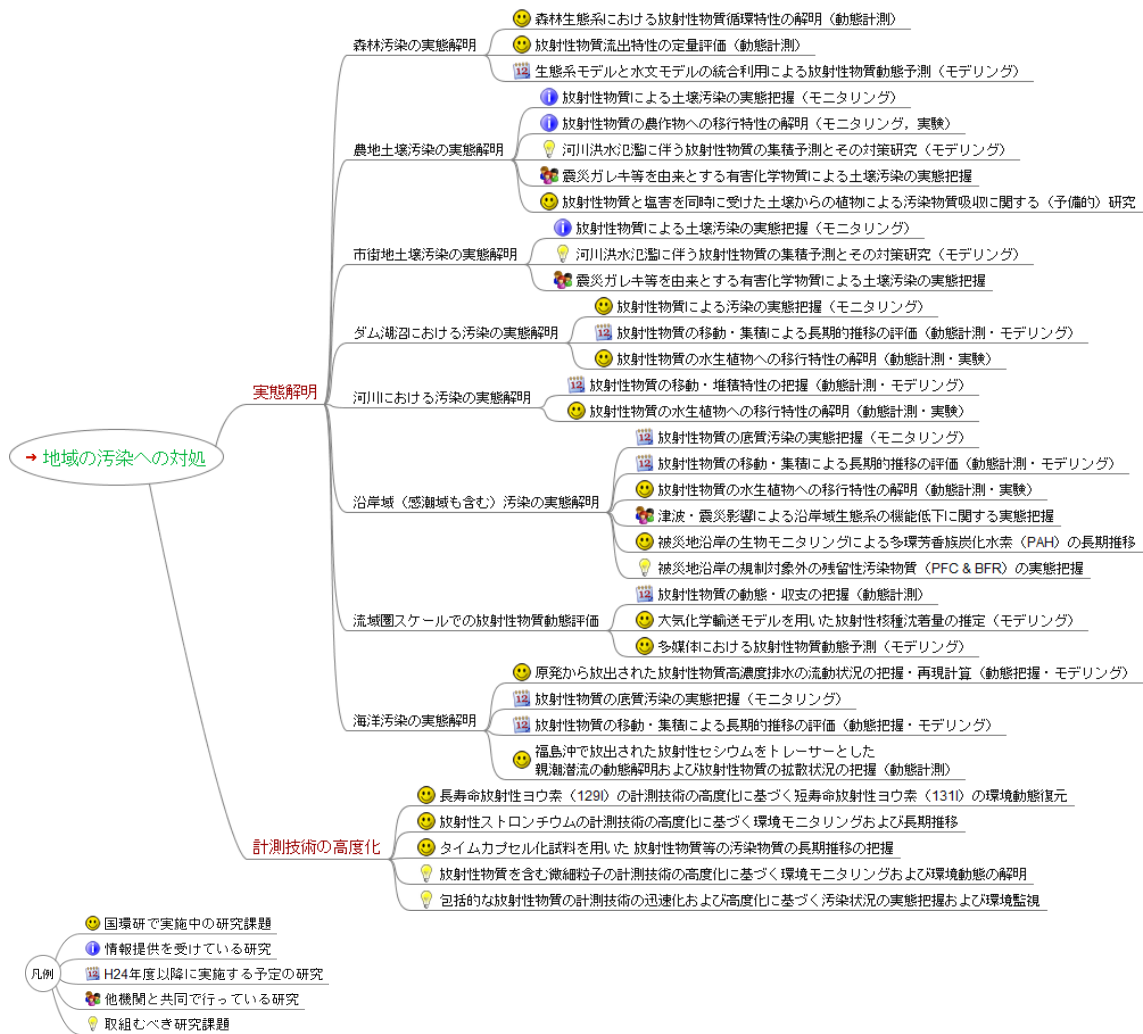 地域の汚染への対処
実態解明
森林汚染の実態解明
森林生態系における放射性物質循環特性の解明（動態計測）
放射性物質流出特性の定量評価（動態計測）
生態系モデルと水文モデルの統合利用による放射性物質動態予測（モデリング）
農地土壌汚染の実態解明
放射性物質による土壌汚染の実態把握（モニタリング）
放射性物質の農作物への移行特性の解明（モニタリング，実験）
河川洪水氾濫に伴う放射性物質の集積予測とその対策研究（モデリング）
震災ガレキ等を由来とする有害化学物質による土壌汚染の実態把握
放射性物質と塩害を同時に受けた土壌からの植物による汚染物質吸収に関する（予備的）研究
市街地土壌汚染の実態解明
放射性物質による土壌汚染の実態把握（モニタリング）
河川洪水氾濫に伴う放射性物質の集積予測とその対策研究（モデリング）
震災ガレキ等を由来とする有害化学物質による土壌汚染の実態把握
ダム湖沼における汚染の実態解明
放射性物質による汚染の実態把握（モニタリング）
放射性物質の移動・集積による長期的推移の評価（動態計測・モデリング）
放射性物質の水生植物への移行特性の解明（動態計測・実験）
河川における汚染の実態解明
放射性物質の移動・堆積特性の把握（動態計測・モデリング）
放射性物質の水生植物への移行特性の解明（動態計測・実験）
沿岸域（感潮域も含む）汚染の実態解明
放射性物質の底質汚染の実態把握（モニタリング）
放射性物質の移動・集積による長期的推移の評価（動態計測・モデリング）
放射性物質の水生植物への移行特性の解明（動態計測・実験）
津波・震災影響による沿岸域生態系の機能低下に関する実態把握
被災地沿岸の生物モニタリングによる多環芳香族炭化水素（PAH）の長期推移
被災地沿岸の規制対象外の残留性汚染物質（PFC & BFR）の実態把握
流域圏スケールでの放射性物質動態評価
放射性物質の動態・収支の把握（動態計測）
大気化学輸送モデルを用いた放射性核種沈着量の推定（モデリング）
多媒体における放射性物質動態予測（モデリング）
海洋汚染の実態解明
原発から放出された放射性物質高濃度排水の流動状況の把握・再現計算（動態把握・モデリング）
放射性物質の底質汚染の実態把握（モニタリング）
放射性物質の移動・集積による長期的推移の評価（動態把握・モデリング）
福島沖で放出された放射性セシウムをトレーサーとした
親潮潜流の動態解明および放射性物質の拡散状況の把握（動態計測）
計測技術の高度化
長寿命放射性ヨウ素（129I）の計測技術の高度化に基づく短寿命放射性ヨウ素（131I）の環境動態復元
放射性ストロンチウムの計測技術の高度化に基づく環境モニタリングおよび長期推移
タイムカプセル化試料を用いた 放射性物質等の汚染物質の長期推移の把握
放射性物質を含む微細粒子の計測技術の高度化に基づく環境モニタリングおよび環境動態の解明
包括的な放射性物質の計測技術の迅速化および高度化に基づく汚染状況の実態把握および環境監視
凡例
国環研で実施中の研究課題
情報提供を受けている研究
H24年度以降に実施する予定の研究
他機関と共同で行っている研究
取組むべき研究課題